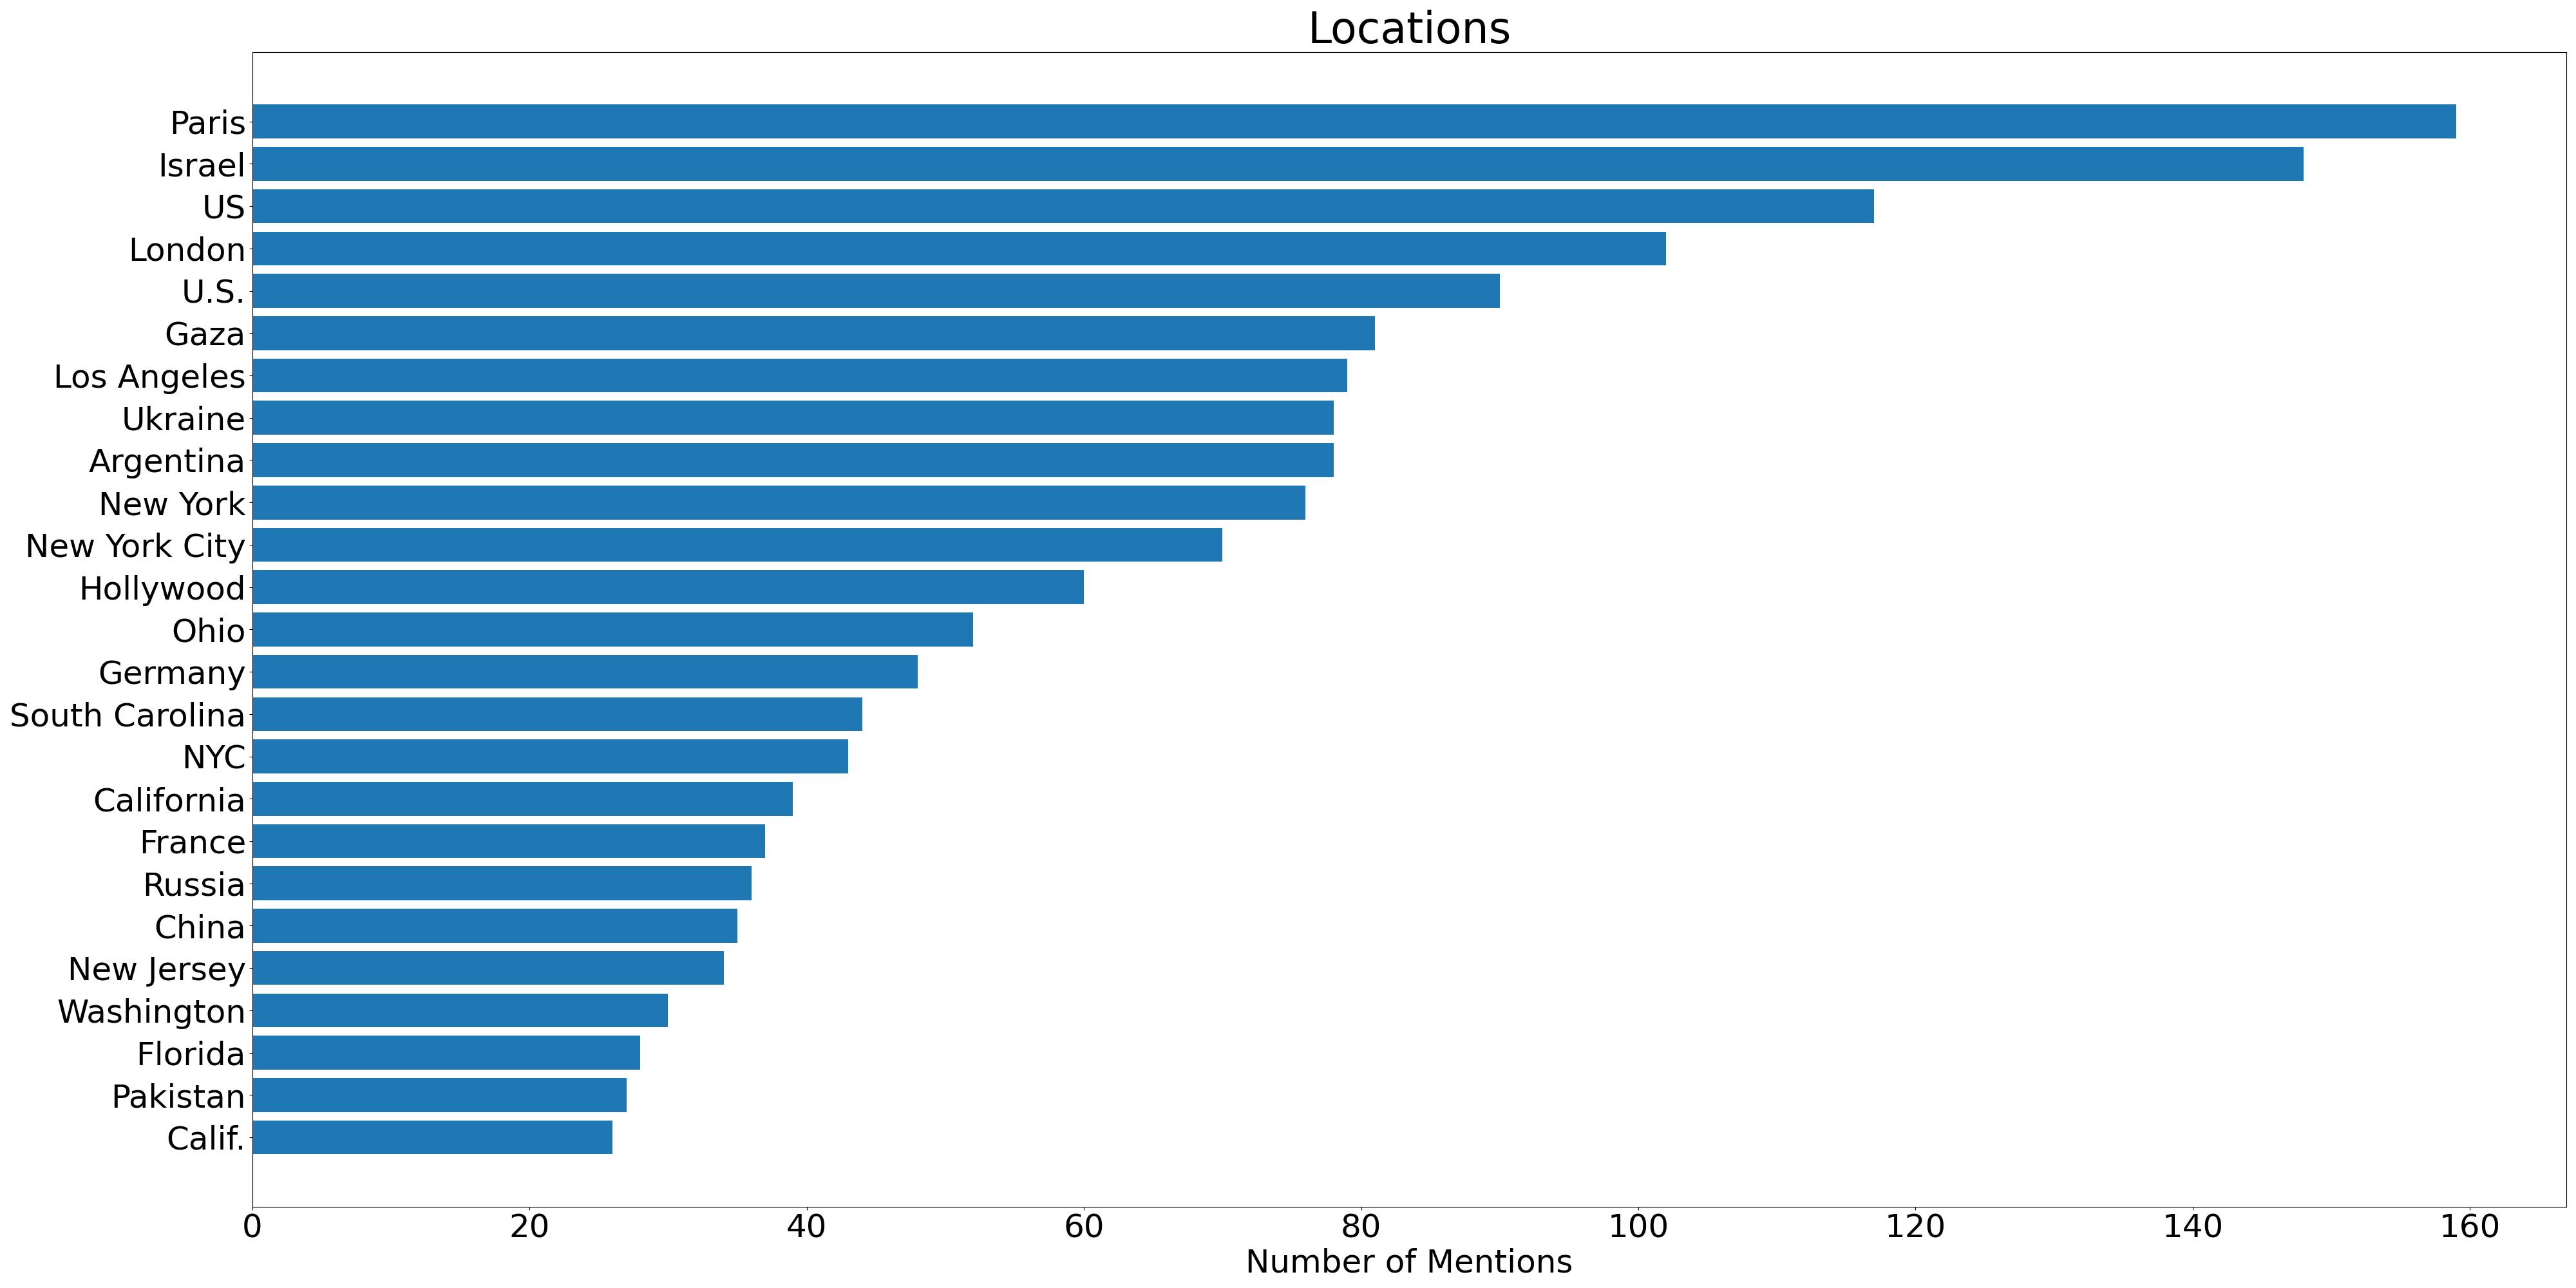 Locations
Paris
Israel
US
London
U.S.
Gaza
Los Angeles
Ukraine
Argentina
New York
New York City
Hollywood
Ohio
Germany
South Carolina
NYC
California
France
Russia
China
New Jersey
Washington
Florida
Pakistan
Calif.
0 20 40 60 80 100 120 140 160
Number of Mentions